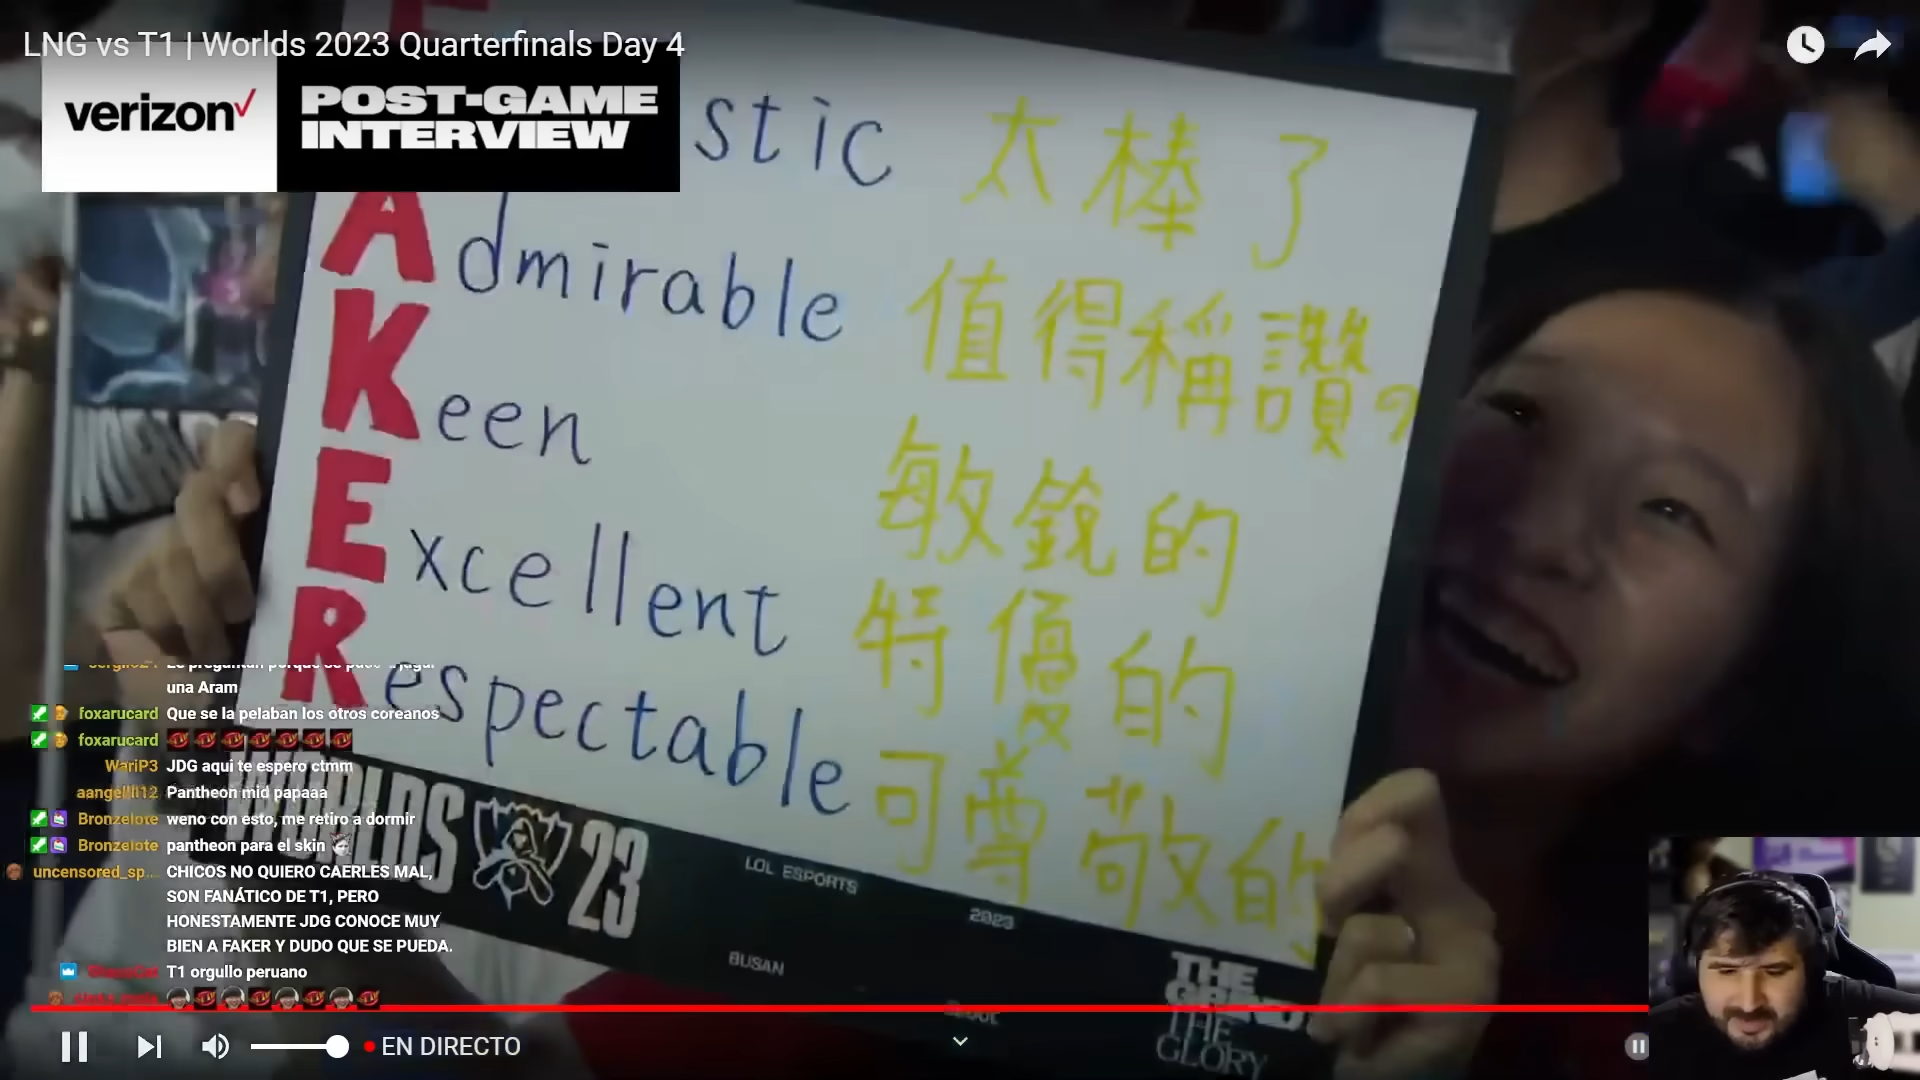 LNG vs T1 | Worlds 2023 Quarterfinals Day 4
verizon
POST-GAME
INTERVIEW
stic 太棒了
Admirable 值得稱讚的
Keen 敏銳的
Excellent 特優的
Respectable 可尊敬的
WORLDS 23
LOL ESPORTS
2023
BUSAN
SEOUL
THE
GRIND
THE
GLORY
una Aram
foxarucard Que se la pelaban los otros coreanos
foxarucard
WariP3 JDG aqui te espero ctmm
Pantheon mid papaaa
Bronzelote weno con esto, me retiro a dormir
Bronzelote pantheon para el skin
uncensored_sp... CHICOS NO QUIERO CAERLES MAL,
SON FANÁTICO DE T1, PERO
HONESTAMENTE JDG CONOCE MUY
BIEN A FAKER Y DUDO QUE SE PUEDA.
T1 orgullo peruano
EN DIRECTO